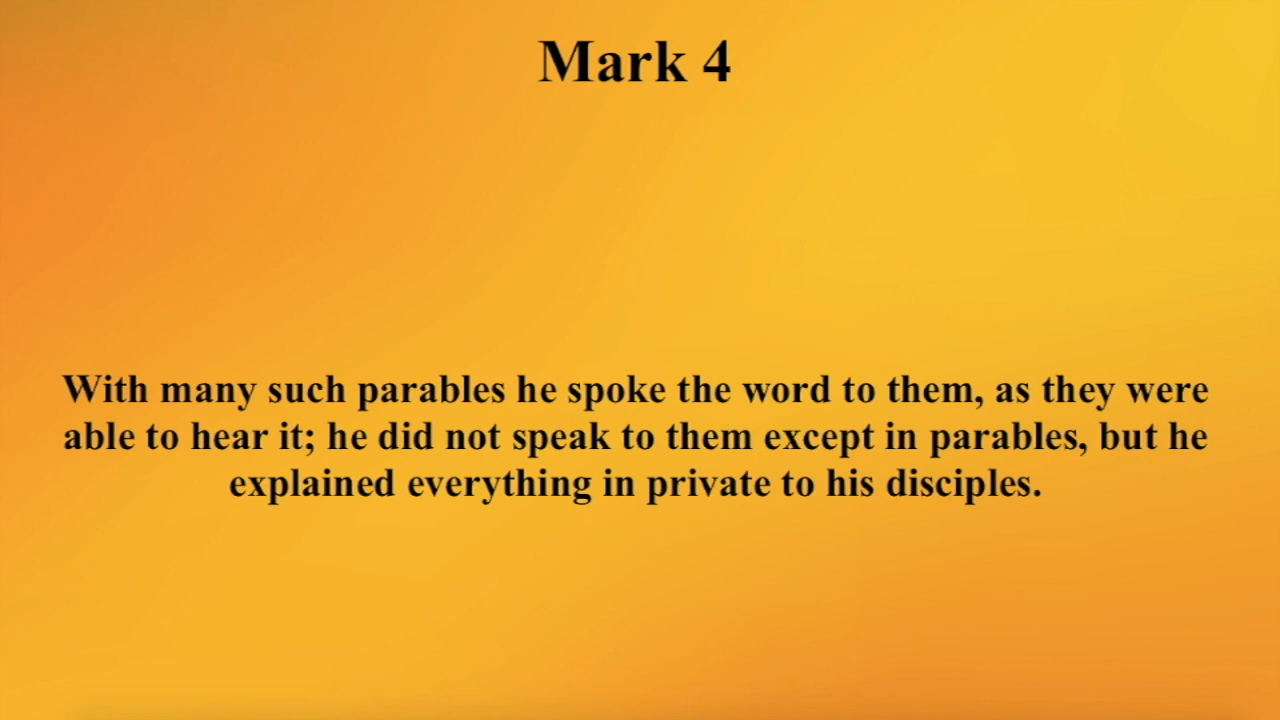 Mark 4
With many such parables he spoke the word to them, as they were
able to hear it; he did not speak to them except in parables, but he
explained everything in private to his disciples.